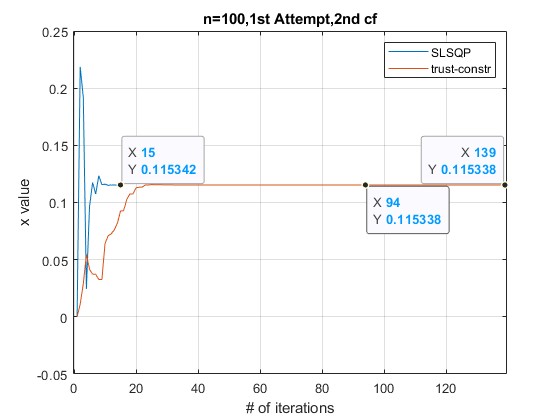 n=100,1st Attempt,2nd cf
0.25
SLSQP
trust-constr
0.2
0.15
X 15
Y 0.115342
X 139
Y 0.115338
x value
0.1
X 94
Y 0.115338
0.05
0
-0.05
0 20 40 60 80 100 120
# of iterations